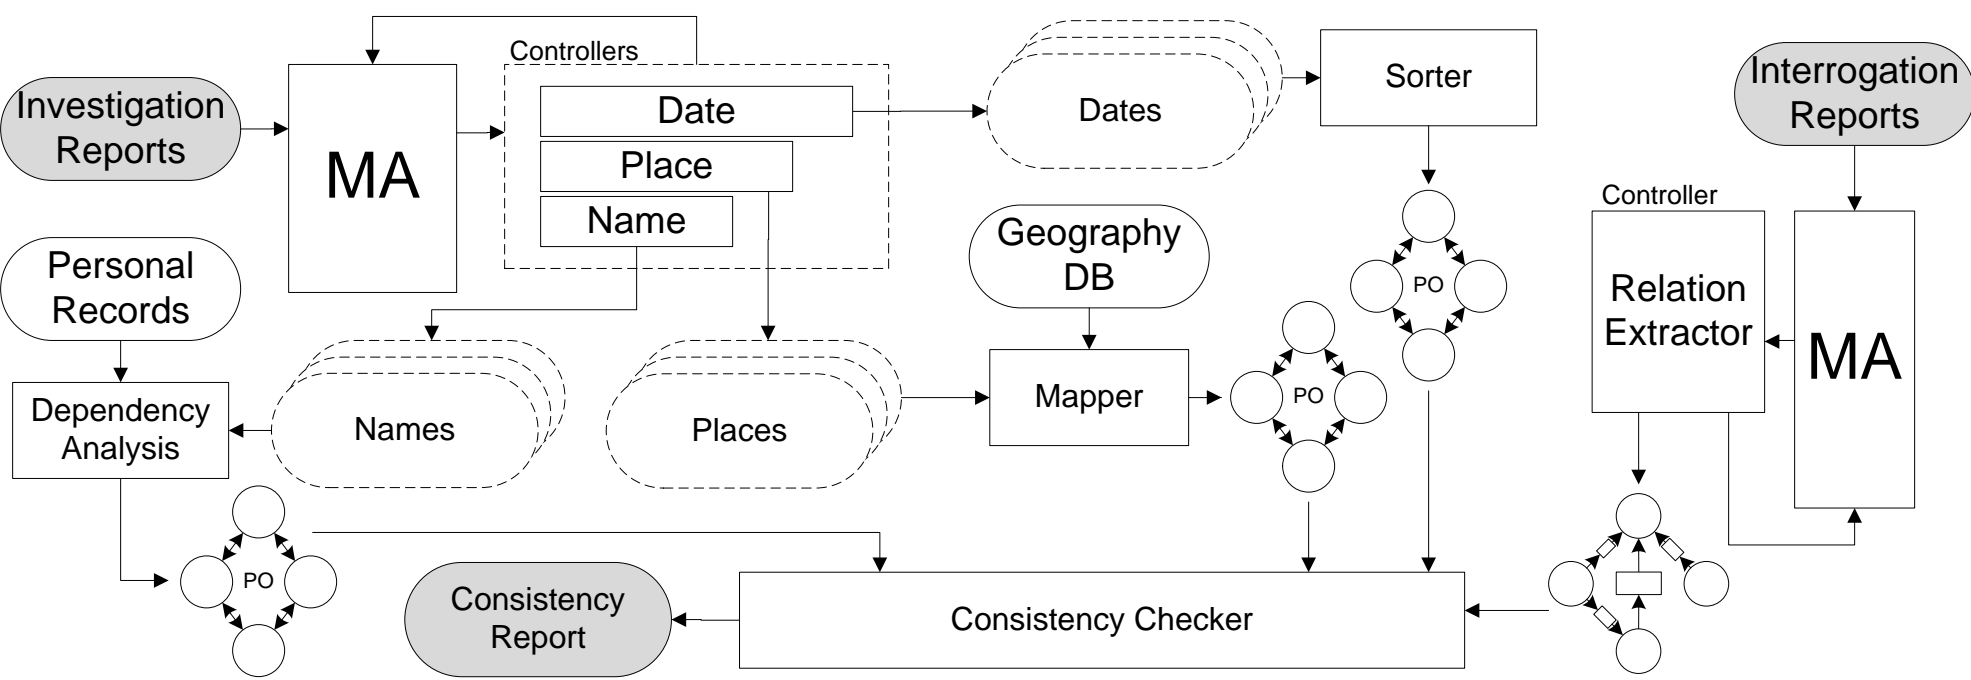 Investigation
Reports
MA
Controllers
Date
Place
Name
Dates
Sorter
Interrogation
Reports
Personal
Records
Geography
DB
PO
Controller
Relation
Extractor
MA
Dependency
Analysis
Names
Places
Mapper
PO
PO
Consistency
Report
Consistency Checker